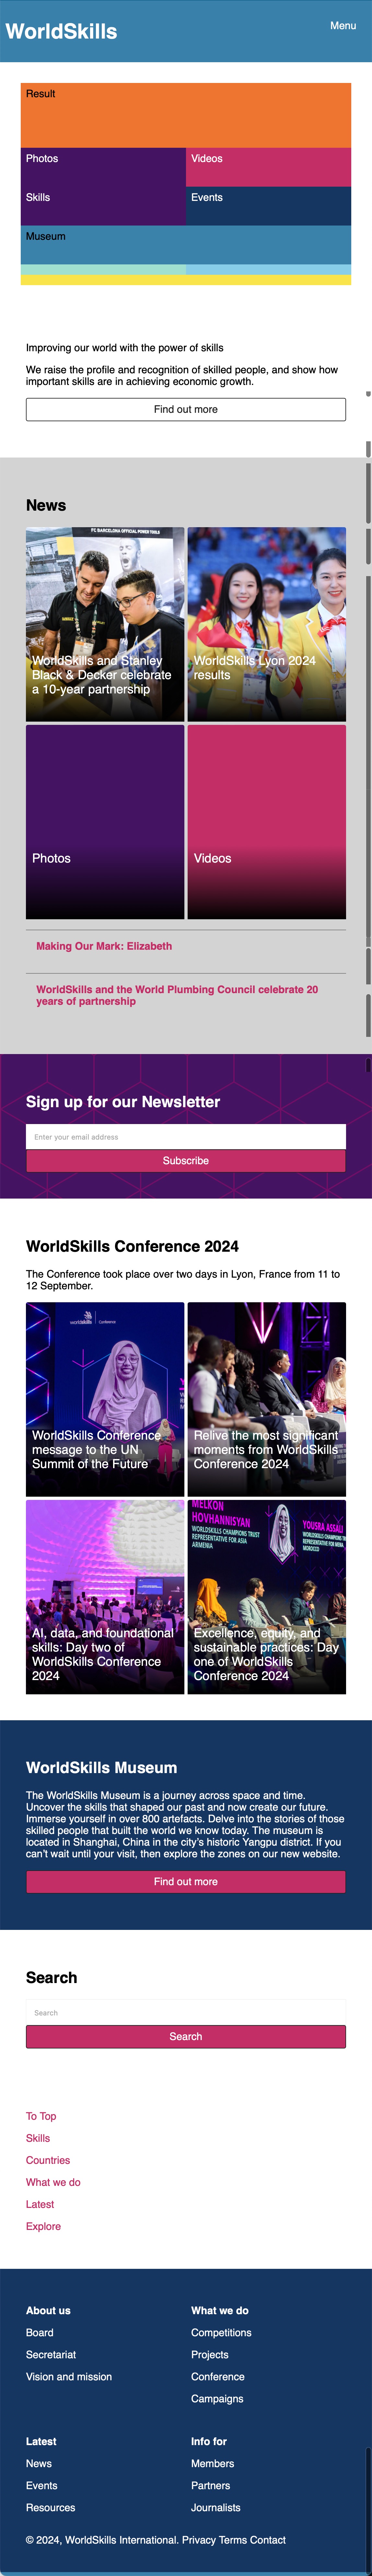 WorldSkills
Menu
Result
Photos
Videos
Skills
Events
Museum
Improving our world with the power of skills
We raise the profile and recognition of skilled people, and show how
important skills are in achieving economic growth.
Find out more
News
FC BARCELONA OFFICIAL POWER TOOLS
WorldSkills and Stanley
Black & Decker celebrate
a 10-year partnership
WorldSkills Lyon 2024
results
Photos
Videos
Making Our Mark: Elizabeth
WorldSkills and the World Plumbing Council celebrate 20
years of partnership
Sign up for our Newsletter
Enter your email address
Subscribe
WorldSkills Conference 2024
The Conference took place over two days in Lyon, France from 11 to
12 September.
worldskills Conference
WorldSkills Conference
message to the UN
Summit of the Future
Relive the most significant
moments from WorldSkills
Conference 2024
AI, data, and foundational
skills: Day two of
WorldSkills Conference
2024
MELKON
HOVHANNISYAN
WORLDSKILLS CHAMPIONS TRUST
REPRESENTATIVE FOR ASIA
ARMENIA
YOUSRA ASSALI
MOROCCO
Excellence, equity, and
sustainable practices: Day
one of WorldSkills
Conference 2024
WorldSkills Museum
The WorldSkills Museum is a journey across space and time.
Uncover the skills that shaped our past and now create our future.
Immerse yourself in over 800 artefacts. Delve into the stories of those
skilled people that built the world we know today. The museum is
located in Shanghai, China in the city’s historic Yangpu district. If you
can’t wait until your visit, then explore the zones on our new website.
Find out more
Search
Search
Search
To Top
Skills
Countries
What we do
Latest
Explore
About us
Board
Secretariat
Vision and mission
What we do
Competitions
Projects
Conference
Campaigns
Latest
News
Events
Resources
Info for
Members
Partners
Journalists
© 2024, WorldSkills International. Privacy Terms Contact